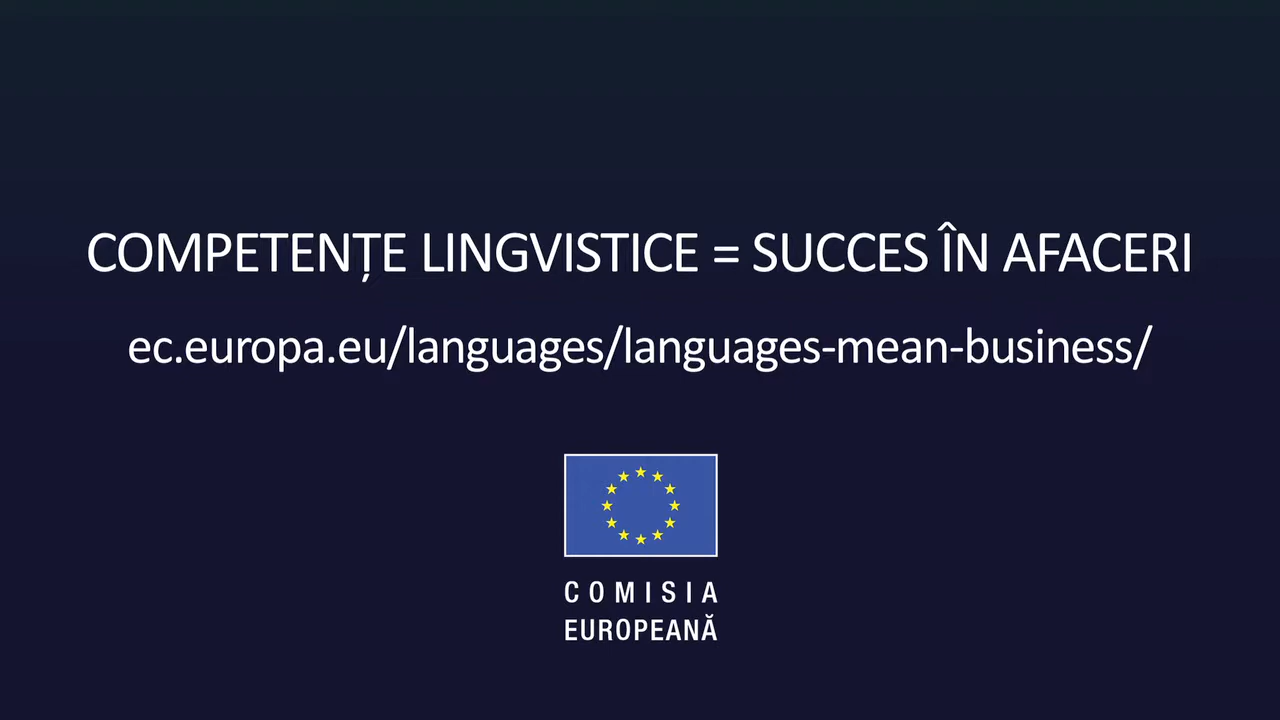 COMPETENȚE LINGVISTICE = SUCCES ÎN AFACERI
ec.europa.eu/languages/languages-mean-business/
COMISIA
EUROPEANĂ